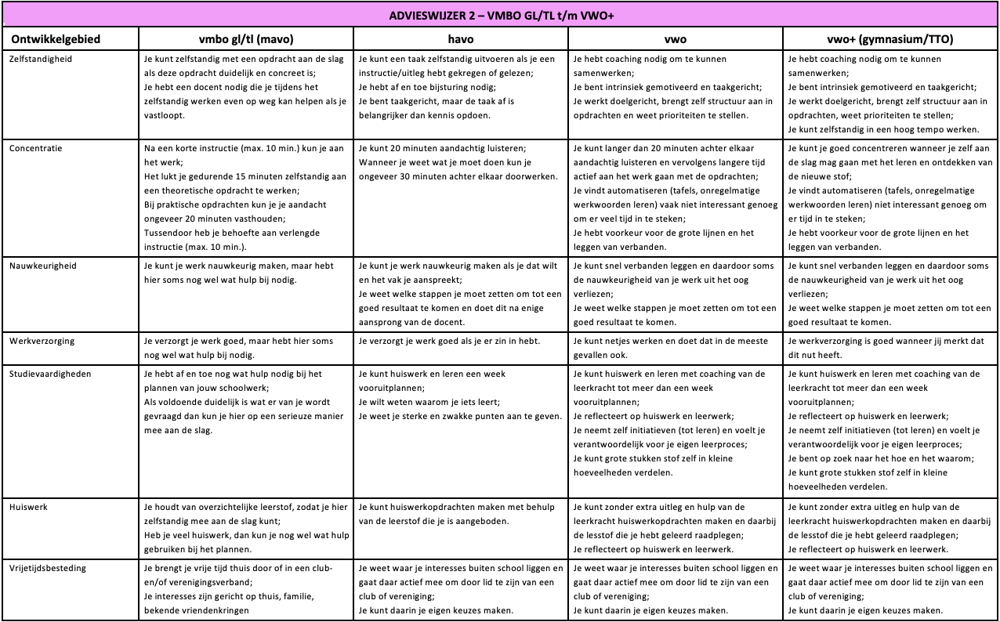 ADVIESWIJZER 2 – VMBO GL/TL t/m VWO+
Ontwikkelgebied
vmbo gl/tl (mavo)
havo
vwo
vwo+ (gymnasium/TTO)
Zelfstandigheid
Je kunt zelfstandig met een opdracht aan de slag
als deze opdracht duidelijk en concreet is;
Je hebt een docent nodig die je tijdens het
zelfstandig werken even op weg kan helpen als je
vastloopt.
Je kunt een taak zelfstandig uitvoeren als je een
instructie/uitleg hebt gekregen of gelezen;
Je hebt af en toe bijsturing nodig;
Je bent taakgericht, maar de taak af is
belangrijker dan kennis opdoen.
Je hebt coaching nodig om te kunnen
samenwerken;
Je bent intrinsiek gemotiveerd en taakgericht;
Je werkt doelgericht, brengt zelf structuur aan in
opdrachten en weet prioriteiten te stellen.
Je hebt coaching nodig om te kunnen
samenwerken;
Je bent intrinsiek gemotiveerd en taakgericht;
Je werkt doelgericht, brengt zelf structuur aan in
opdrachten, weet prioriteiten te stellen;
Je kunt zelfstandig in een hoog tempo werken.
Concentratie
Na een korte instructie (max. 10 min.) kun je aan
het werk;
Het lukt je gedurende 15 minuten zelfstandig aan
een theoretische opdracht te werken;
Bij praktische opdrachten kun je je aandacht
ongeveer 20 minuten vasthouden;
Tussendoor heb je behoefte aan verlengde
instructie (max. 10 min.).
Je kunt 20 minuten aandachtig luisteren;
Wanneer je weet wat je moet doen kun je
ongeveer 30 minuten achter elkaar doorwerken.
Je kunt langer dan 20 minuten achter elkaar
aandachtig luisteren en vervolgens langere tijd
actief aan het werk gaan met de opdrachten;
Je vindt automatiseren (tafels, onregelmatige
werkwoorden leren) vaak niet interessant genoeg
om er veel tijd in te steken;
Je hebt voorkeur voor de grote lijnen en het
leggen van verbanden.
Je kunt je goed concentreren wanneer je zelf aan
de slag mag gaan met het leren en ontdekken van
de nieuwe stof;
Je vindt automatiseren (tafels, onregelmatige
werkwoorden leren) niet interessant genoeg om
er tijd in te steken;
Je hebt voorkeur voor de grote lijnen en het
leggen van verbanden.
Nauwkeurigheid
Je kunt je werk nauwkeurig maken, maar hebt
hier soms nog wel wat hulp bij nodig.
Je kunt je werk nauwkeurig maken als je dat wilt
en het vak je aanspreekt;
Je weet welke stappen je moet zetten om tot een
goed resultaat te komen en doet dit na enige
aansprong van de docent.
Je kunt snel verbanden leggen en daardoor soms
de nauwkeurigheid van je werk uit het oog
verliezen;
Je weet welke stappen je moet zetten om tot een
goed resultaat te komen.
Je kunt snel verbanden leggen en daardoor soms
de nauwkeurigheid van je werk uit het oog
verliezen;
Je weet welke stappen je moet zetten om tot een
goed resultaat te komen.
Werkverzorging
Je verzorgt je werk goed, maar hebt hier soms
nog wel wat hulp bij nodig.
Je verzorgt je werk goed als je er zin in hebt.
Je kunt netjes werken en doet dat in de meeste
gevallen ook.
Je werkverzorging is goed wanneer jij merkt dat
dit nut heeft.
Studievaardigheden
Je hebt af en toe nog wat hulp nodig bij het
plannen van jouw schoolwerk;
Als voldoende duidelijk is wat er van je wordt
gevraagd dan kun je hier op een serieuze manier
mee aan de slag.
Je kunt huiswerk en leren een week
vooruitplannen;
Je wilt weten waarom je iets leert;
Je weet je sterke en zwakke punten aan te geven.
Je kunt huiswerk en leren met coaching van de
leerkracht tot meer dan een week
vooruitplannen;
Je reflecteert op huiswerk en leerwerk;
Je neemt zelf initiatieven (tot leren) en voelt je
verantwoordelijk voor je eigen leerproces;
Je kunt grote stukken stof zelf in kleine
hoeveelheden verdelen.
Je kunt huiswerk en leren met coaching van de
leerkracht tot meer dan een week
vooruitplannen;
Je reflecteert op huiswerk en leerwerk;
Je neemt zelf initiatieven (tot leren) en voelt je
verantwoordelijk voor je eigen leerproces;
Je bent op zoek naar het hoe en het waarom;
Je kunt grote stukken stof zelf in kleine
hoeveelheden verdelen.
Huiswerk
Je houdt van overzichtelijke leerstof, zodat je hier
zelfstandig mee aan de slag kunt;
Heb je veel huiswerk, dan kun je nog wel wat hulp
gebruiken bij het plannen.
Je kunt huiswerkopdrachten maken met behulp
van de leerstof die je is aangeboden.
Je kunt zonder extra uitleg en hulp van de
leerkracht huiswerkopdrachten maken en daarbij
de lesstof die je hebt geleerd raadplegen;
Je reflecteert op huiswerk en leerwerk.
Je kunt zonder extra uitleg en hulp van de
leerkracht huiswerkopdrachten maken en daarbij
de lesstof die je hebt geleerd raadplegen;
Je reflecteert op huiswerk en leerwerk.
Vrijetijdsbesteding
Je brengt je vrije tijd thuis door of in een club-
en/of verenigingsverband;
Je interesses zijn gericht op thuis, familie,
bekende vriendenkringen
Je weet waar je interesses buiten school liggen en
gaat daar actief mee om door lid te zijn van een
club of vereniging;
Je kunt daarin je eigen keuzes maken.
Je weet waar je interesses buiten school liggen en
gaat daar actief mee om door lid te zijn van een
club of vereniging;
Je kunt daarin je eigen keuzes maken.
Je weet waar je interesses buiten school liggen en
gaat daar actief mee om door lid te zijn van een
club of vereniging;
Je kunt daarin je eigen keuzes maken.